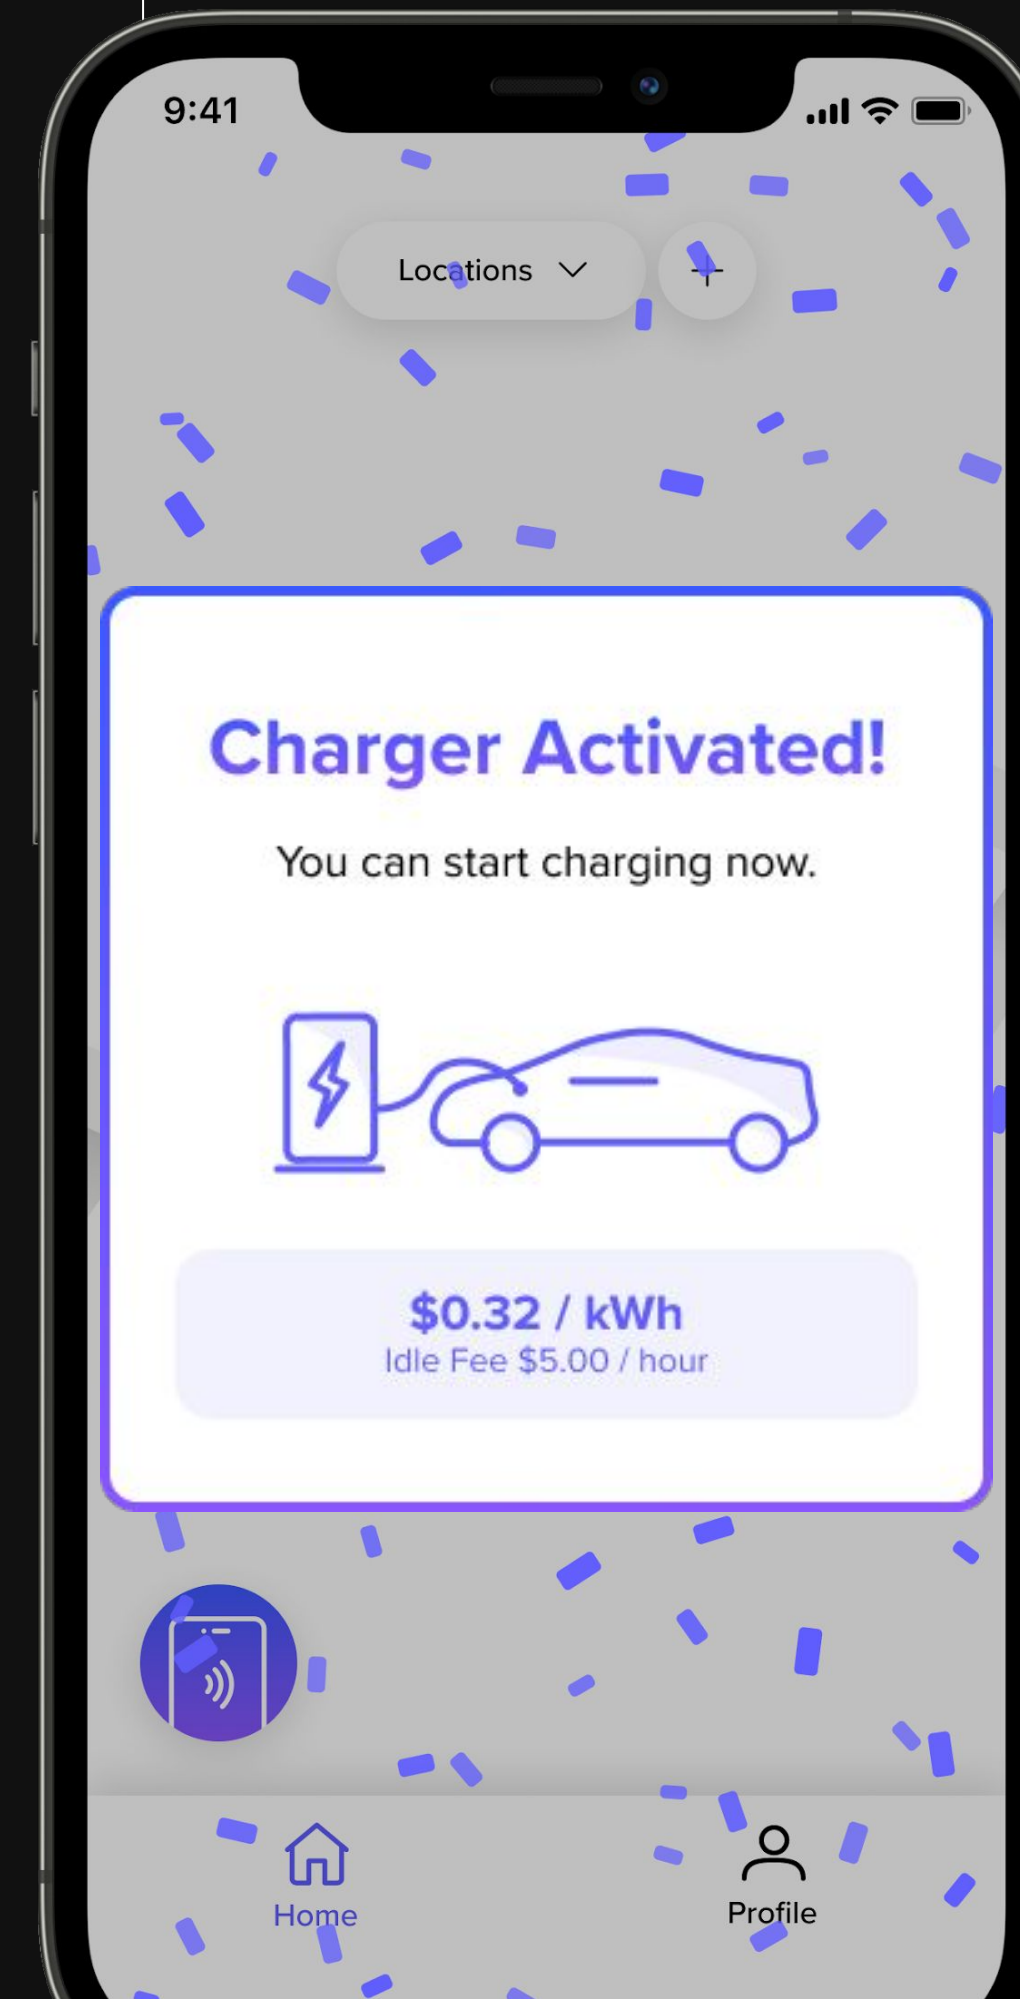 9:41
Locations
Charger Activated!
You can start charging now.
$0.32 / kWh
Idle Fee $5.00 / hour
Home
Profile